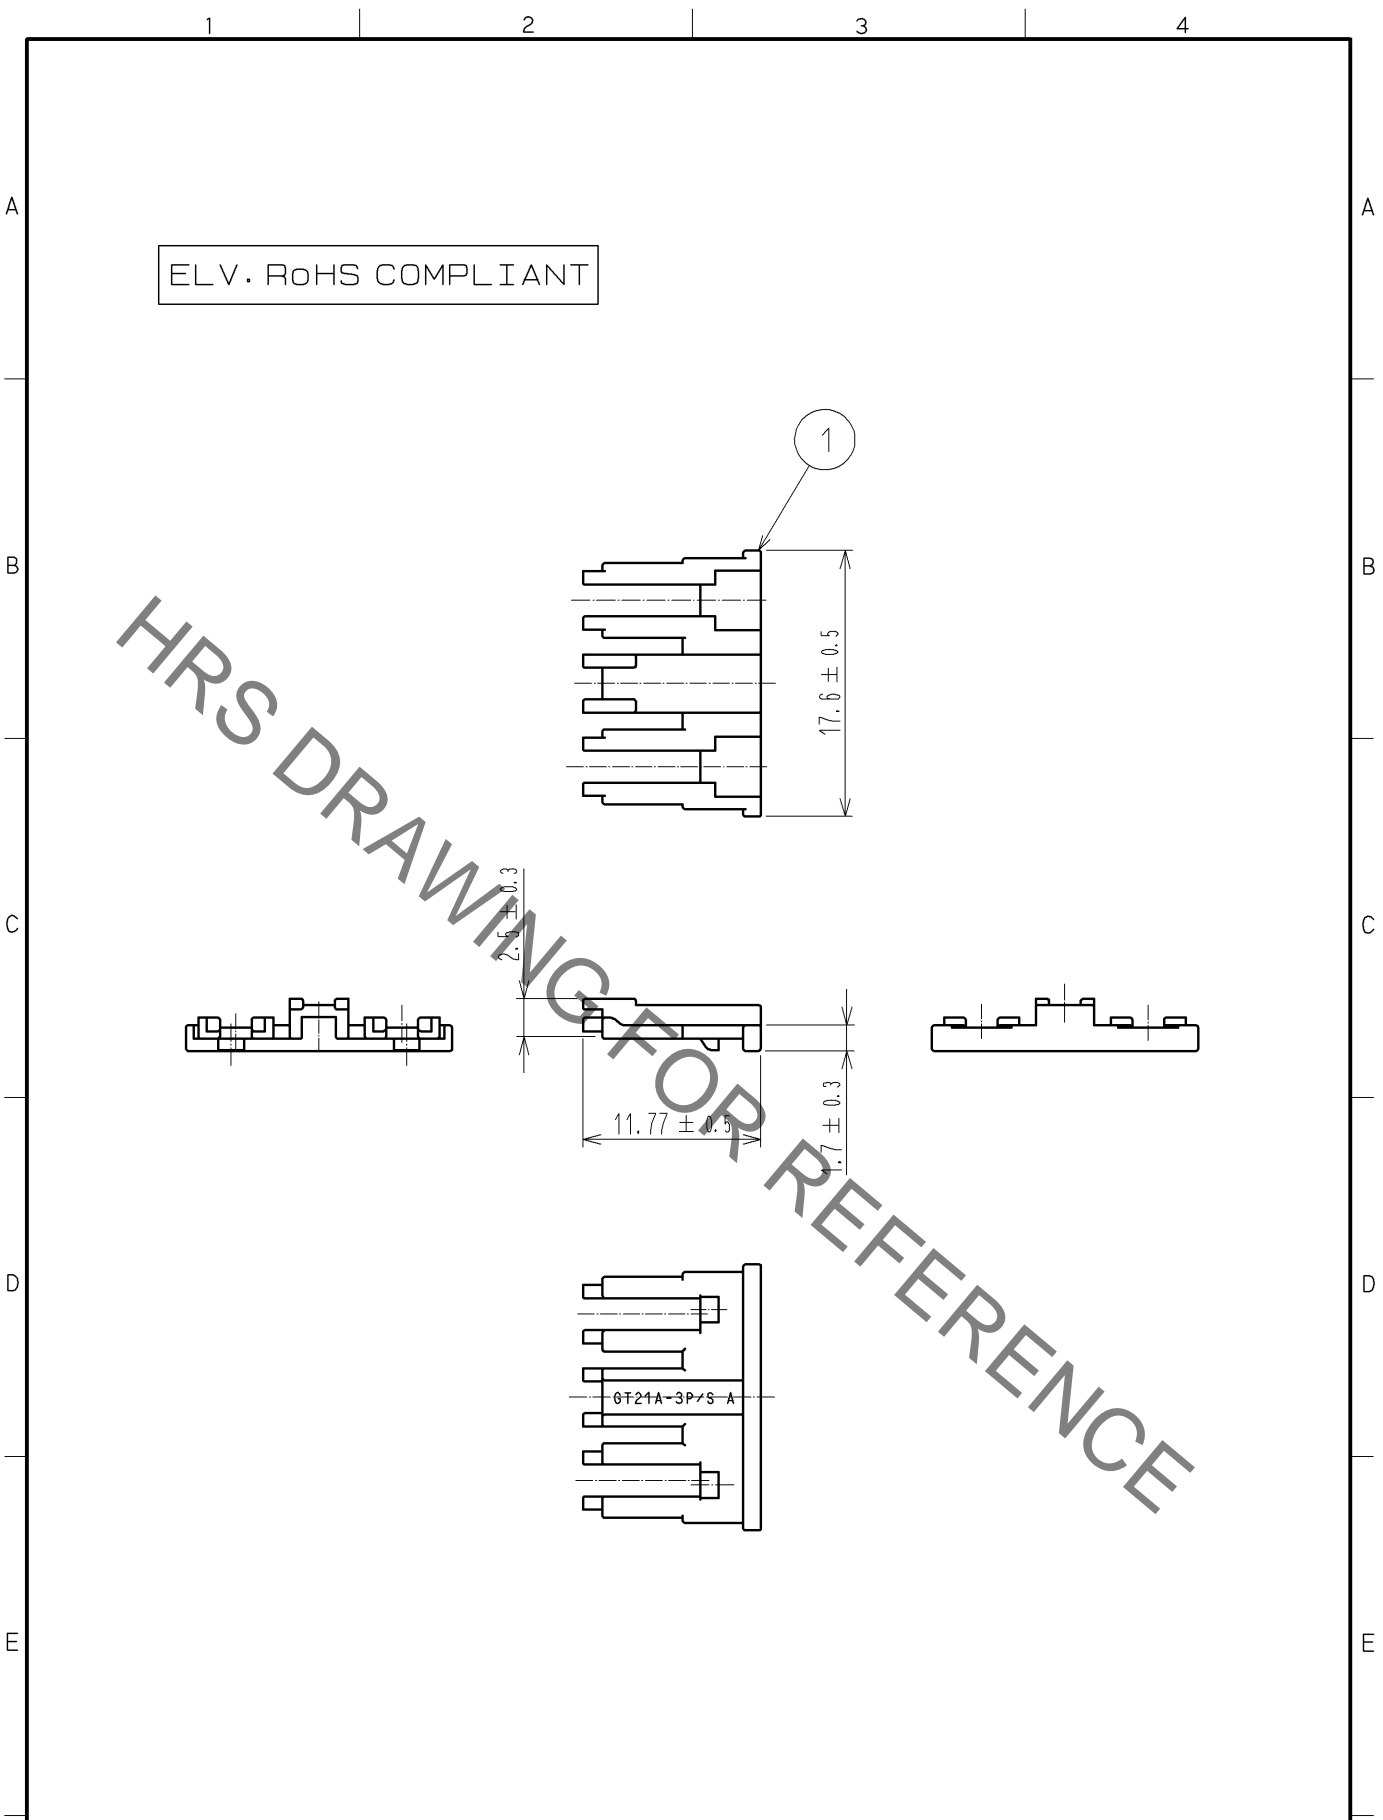 1 2 3 4
A A
ELV. RoHS COMPLIANT
1
B B
17.6 ± 0.5
HRS DRAWING FOR REFERENCE
C C
2.5 ± 0.3
11.77 ± 0.5
1.7 ± 0.3
D D
GT21A-3P/S A
E E